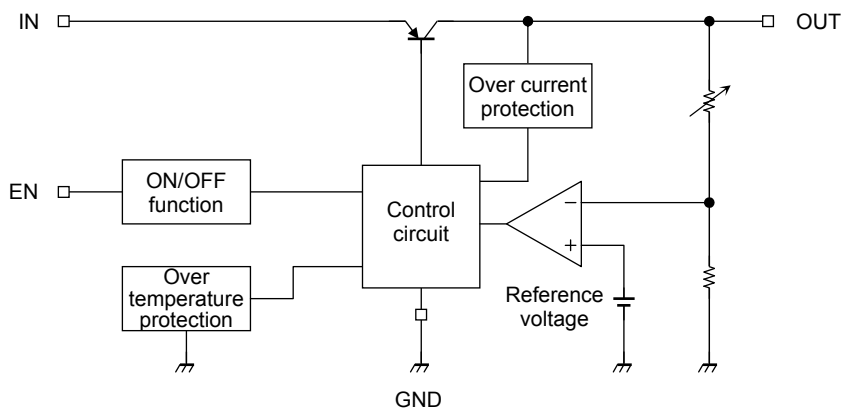 IN
OUT
Over current
protection
EN
ON/OFF
function
Control
circuit
−
+
Over
temperature
protection
Reference
voltage
GND